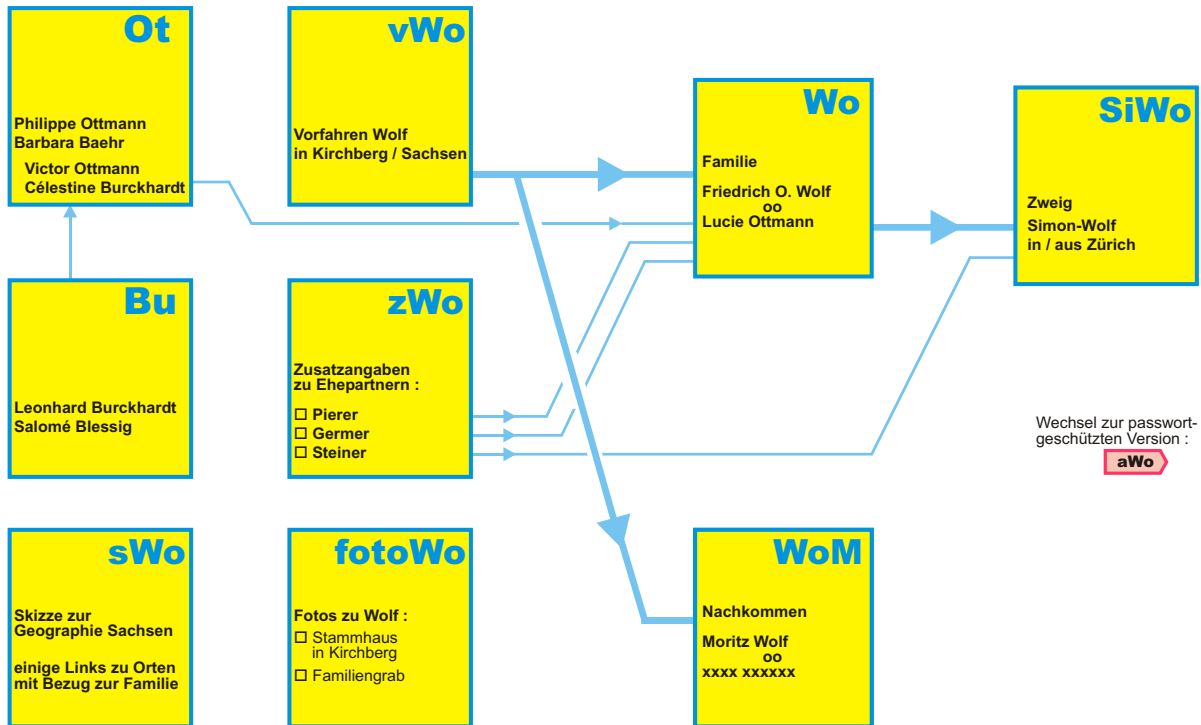 Ot
Philippe Ottmann
Barbara Baehr
Victor Ottmann
Célestine Burckhardt
vWo
Vorfahren Wolf
in Kirchberg / Sachsen
Wo
Familie
Friedrich O. Wolf
oo
Lucie Ottmann
SiWo
Zweig
Simon-Wolf
in / aus Zürich
Bu
Leonhard Burckhardt
Salomé Blessig
zWo
Zusatzangaben
zu Ehepartnern :
☐ Pierer
☐ Germer
☐ Steiner
Wechsel zur passwort-
geschützten Version :
aWo
sWo
Skizze zur
Geographie Sachsen
einige Links zu Orten
mit Bezug zur Familie
fotoWo
Fotos zu Wolf :
☐ Stammhaus
in Kirchberg
☐ Familiengrab
WoM
Nachkommen
Moritz Wolf
oo
xxxx xxxxxx